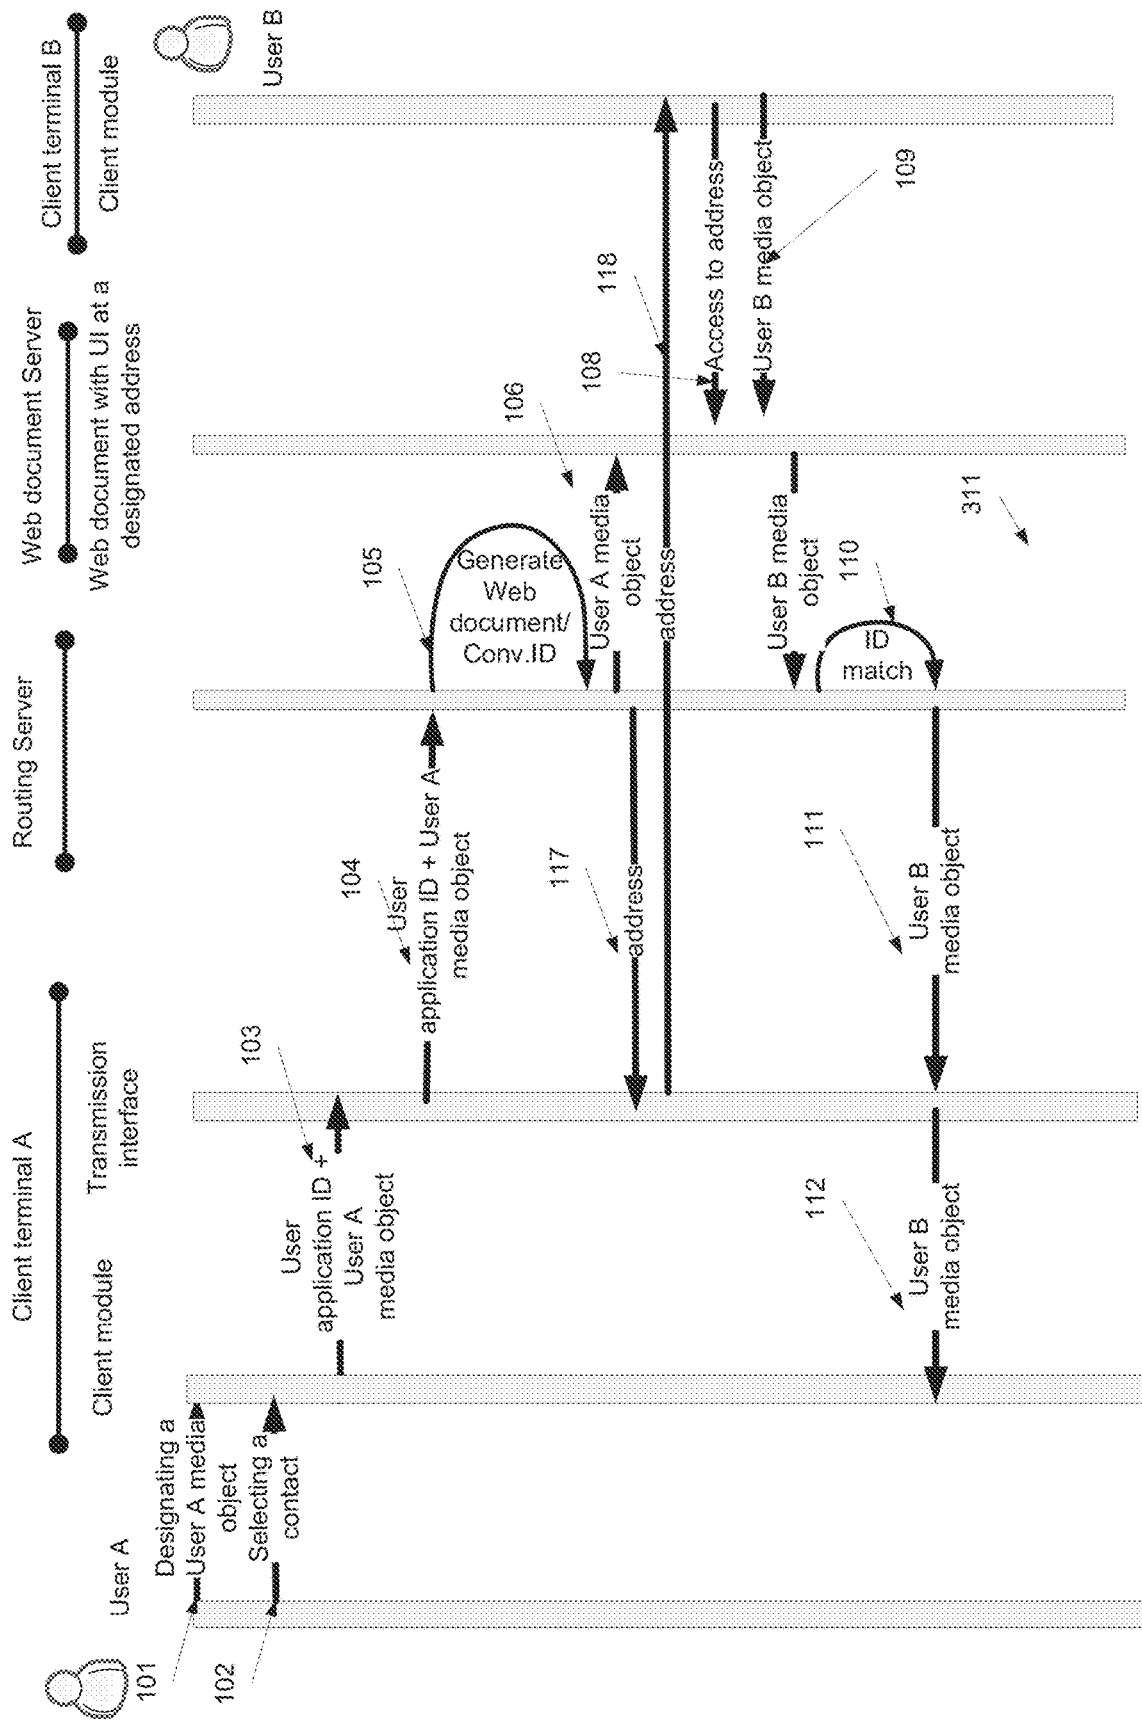 User A
Client terminal A
Client module
Transmission
interface
Routing Server
Web document Server
Web document with UI at a
designated address
Client terminal B
Client module
User B
101
Designating a
User A media
object
102
Selecting a
contact
103
User
application ID +
User A
media object
104
User
application ID + User A
media object
105
Generate
Web
document/
Conv.ID
106
User A media
object
117
address
118
address
108
Access to address
109
User B media object
User B media
object
110
ID
match
311
111
User B
media object
112
User B
media object